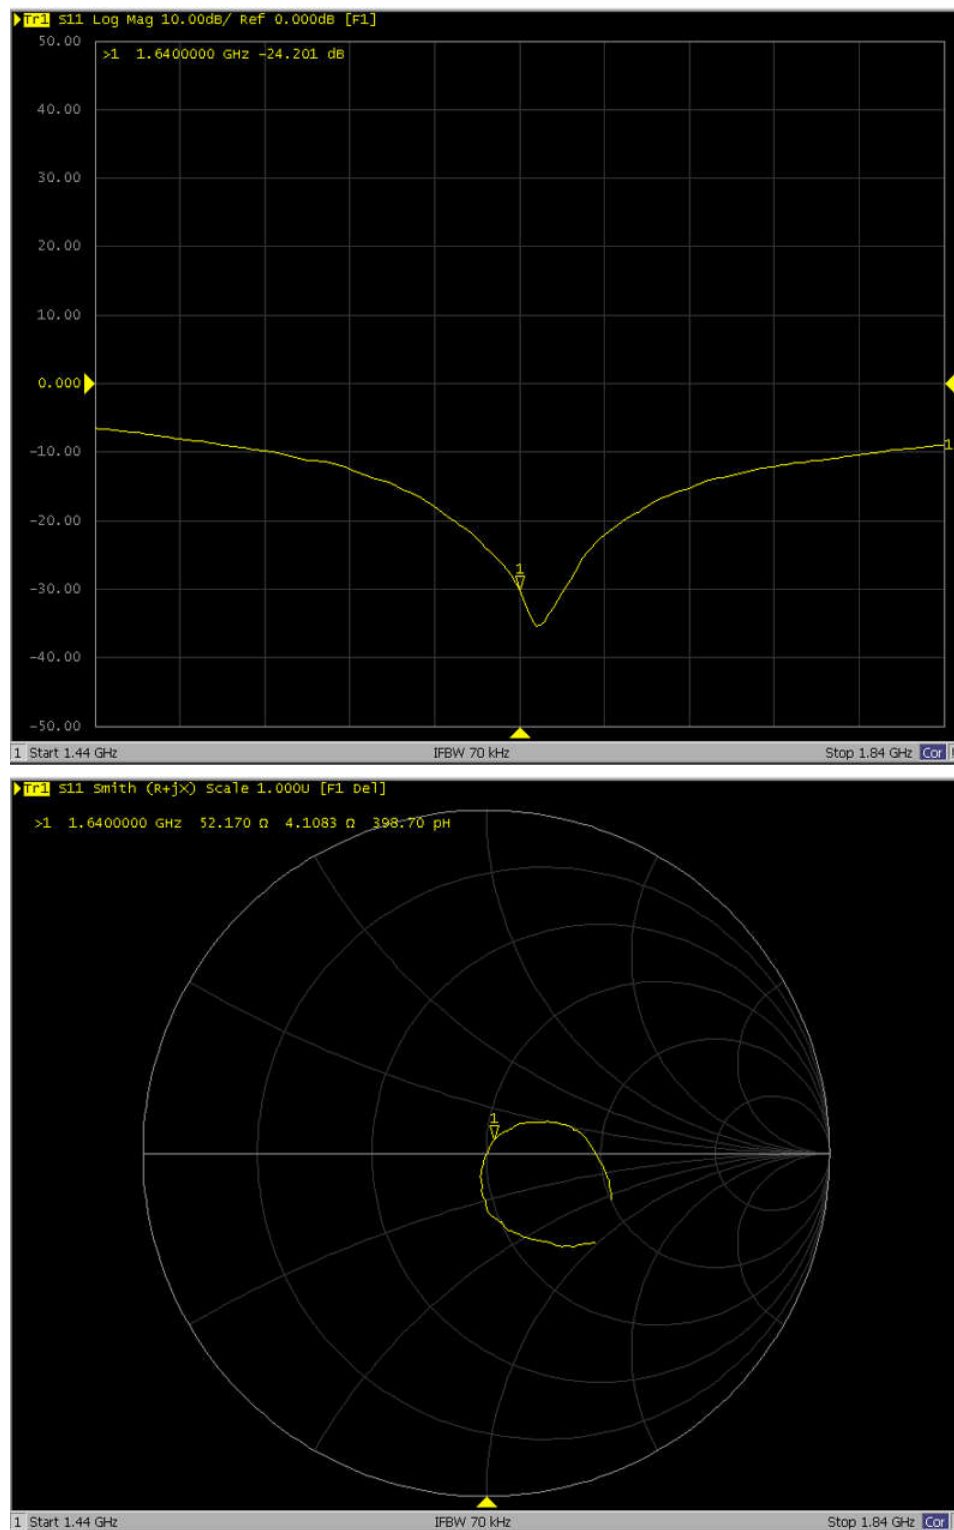 Tr1 S11 Log Mag 10.00dB/ Ref 0.000dB [F1]
50.00
>1 1.6400000 GHz -24.201 dB
40.00
30.00
20.00
10.00
0.000
-10.00
1
-20.00
1
-30.00
-40.00
-50.00
1 Start 1.44 GHz IFBW 70 kHz Stop 1.84 GHz Cor
Tr1 S11 Smith (R+jX) Scale 1.000U [F1 Del]
>1 1.6400000 GHz 52.170 Ω 4.1083 Ω 398.70 pH
1
1 Start 1.44 GHz IFBW 70 kHz Stop 1.84 GHz Cor